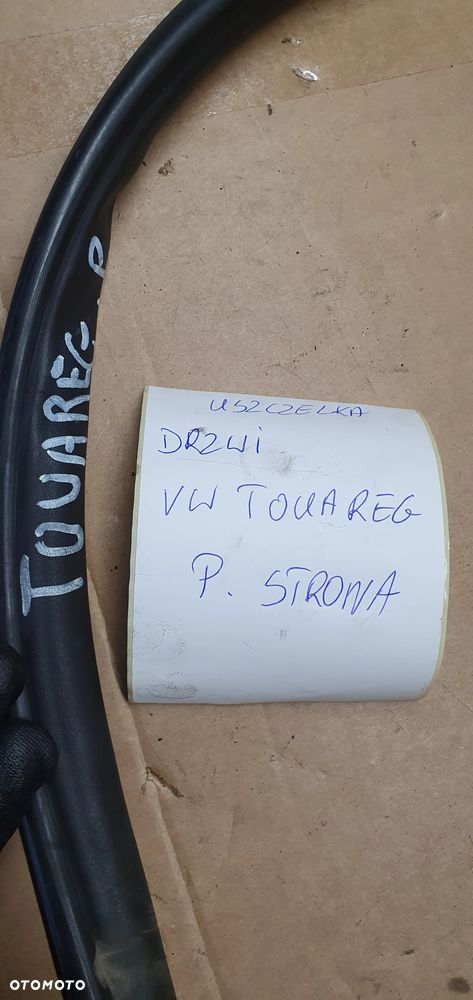 TOUAREG P
USZCZELKA
DRZWI
VW TOUAREG
P. STRONA
OTOMOTO